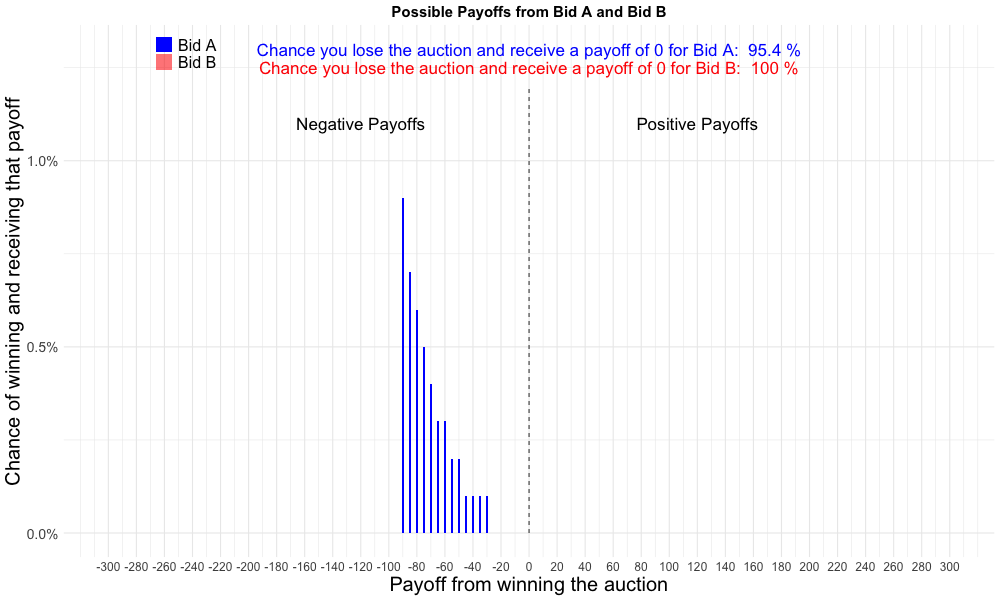 Possible Payoffs from Bid A and Bid B
Bid A
Bid B
Chance you lose the auction and receive a payoff of 0 for Bid A:  95.4 %
Chance you lose the auction and receive a payoff of 0 for Bid B:  100 %
Negative Payoffs
Positive Payoffs
Chance of winning and receiving that payoff
1.0%
0.5%
0.0%
-300 -280 -260 -240 -220 -200 -180 -160 -140 -120 -100 -80 -60 -40 -20 0 20 40 60 80 100 120 140 160 180 200 220 240 260 280 300
Payoff from winning the auction